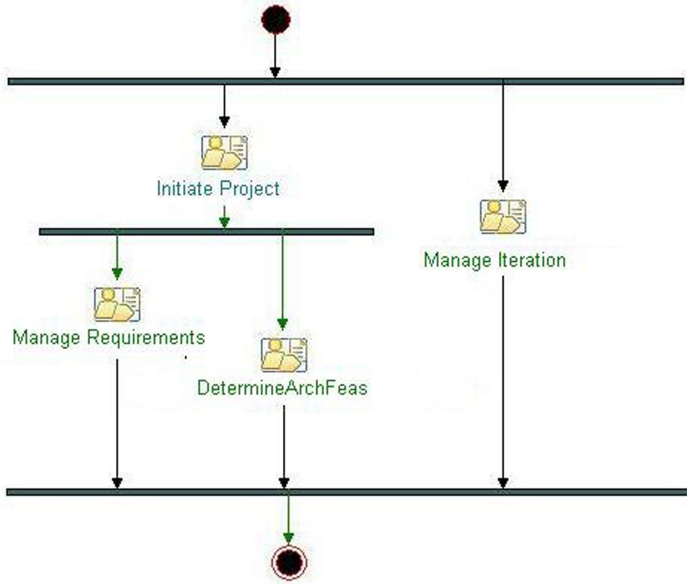 Initiate Project
Manage Iteration
Manage Requirements
DetermineArchFeas